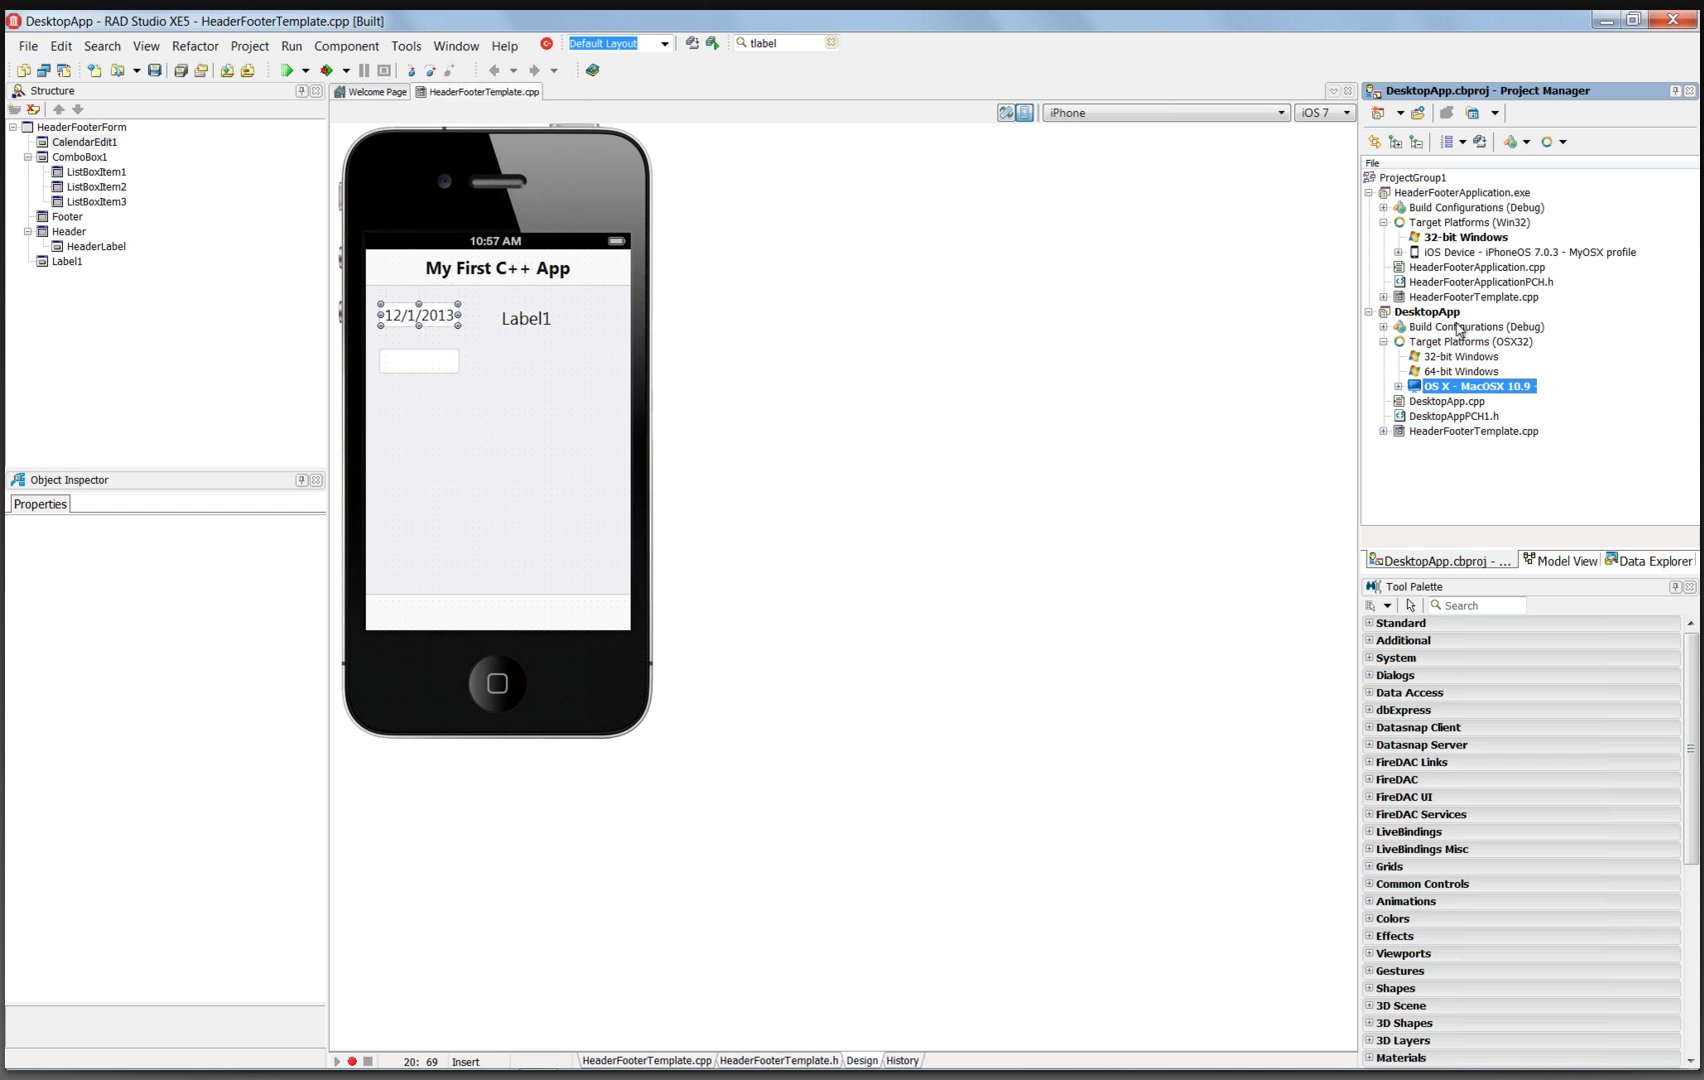 DesktopApp - RAD Studio XE5 - HeaderFooterTemplate.cpp [Built]
File Edit Search View Refactor Project Run Component Tools Window Help Default Layout tlabel
Structure
HeaderFooterForm
CalendarEdit1
ComboBox1
ListBoxItem1
ListBoxItem2
ListBoxItem3
Footer
Header
HeaderLabel
Label1
Object Inspector
Properties
Welcome Page HeaderFooterTemplate.cpp
iPhone iOS 7
10:57 AM
My First C++ App
12/1/2013 Label1
20: 69 Insert HeaderFooterTemplate.cpp HeaderFooterTemplate.h Design History
DesktopApp.cbproj - Project Manager
File
ProjectGroup1
HeaderFooterApplication.exe
Build Configurations (Debug)
Target Platforms (Win32)
32-bit Windows
iOS Device - iPhoneOS 7.0.3 - MyOSX profile
HeaderFooterApplication.cpp
HeaderFooterApplicationPCH.h
HeaderFooterTemplate.cpp
DesktopApp
Build Configurations (Debug)
Target Platforms (OSX32)
32-bit Windows
64-bit Windows
OS X - MacOSX 10.9 -
DesktopApp.cpp
DesktopAppPCH1.h
HeaderFooterTemplate.cpp
DesktopApp.cbproj - ... Model View Data Explorer
Tool Palette
Search
Standard
Additional
System
Dialogs
Data Access
dbExpress
Datasnap Client
Datasnap Server
FireDAC Links
FireDAC
FireDAC UI
FireDAC Services
LiveBindings
LiveBindings Misc
Grids
Common Controls
Animations
Colors
Effects
Viewports
Gestures
Shapes
3D Scene
3D Shapes
3D Layers
Materials